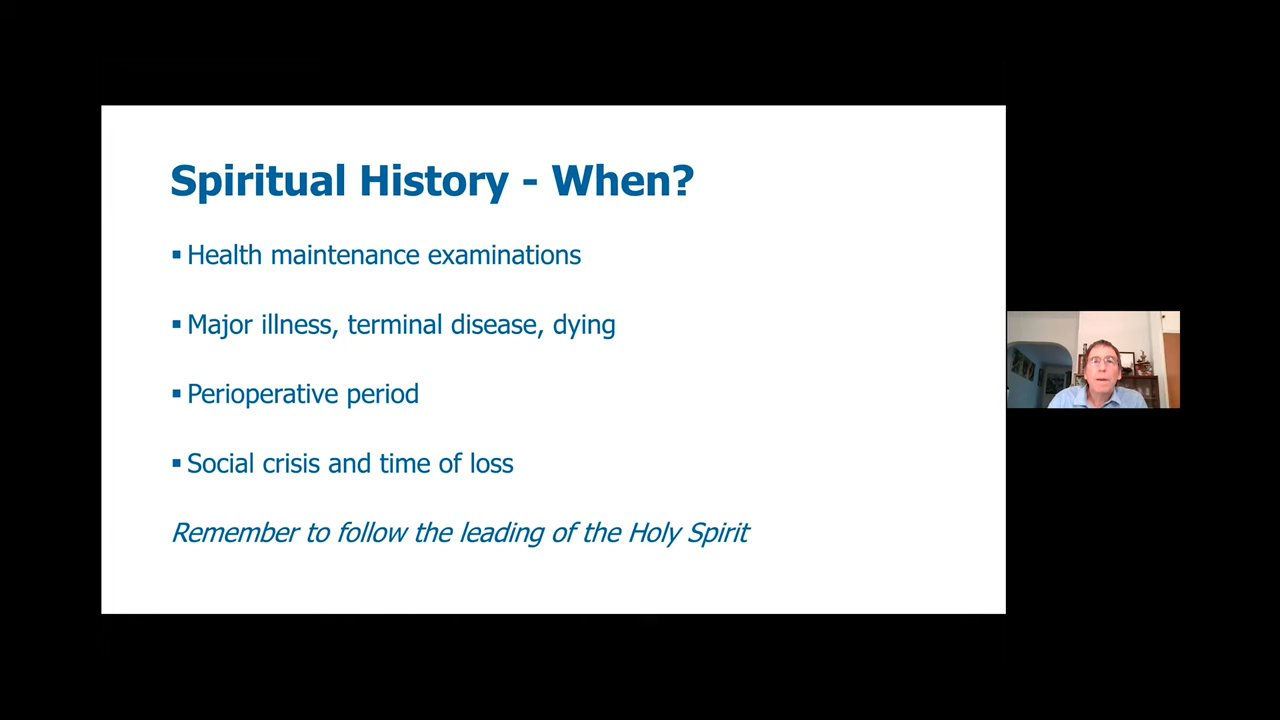 Spiritual History - When?
▪ Health maintenance examinations
▪ Major illness, terminal disease, dying
▪ Perioperative period
▪ Social crisis and time of loss
Remember to follow the leading of the Holy Spirit